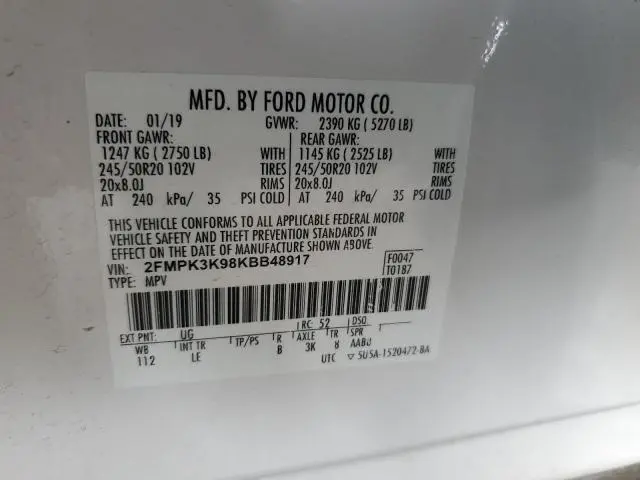 MFD. BY FORD MOTOR CO.
DATE: 01/19 GVWR: 2390 KG ( 5270 LB)
FRONT GAWR: REAR GAWR:
1247 KG ( 2750 LB) WITH 1145 KG ( 2525 LB) WITH
245/50R20 102V TIRES 245/50R20 102V TIRES
20x8.0J RIMS 20x8.0J RIMS
AT 240 kPa/ 35 PSI COLD AT 240 kPa/ 35 PSI COLD
THIS VEHICLE CONFORMS TO ALL APPLICABLE FEDERAL MOTOR
VEHICLE SAFETY AND THEFT PREVENTION STANDARDS IN
EFFECT ON THE DATE OF MANUFACTURE SHOWN ABOVE.
VIN: 2FMPK3K98KBB48917 F0047
TYPE: MPV T0187
EXT PNT: UG RC: 52 DSO
WB INT TR TP/PS R AXLE TR SPR
112 LE B 3K 8 AABU
UTC ▽ 5U5A-1520472-BA